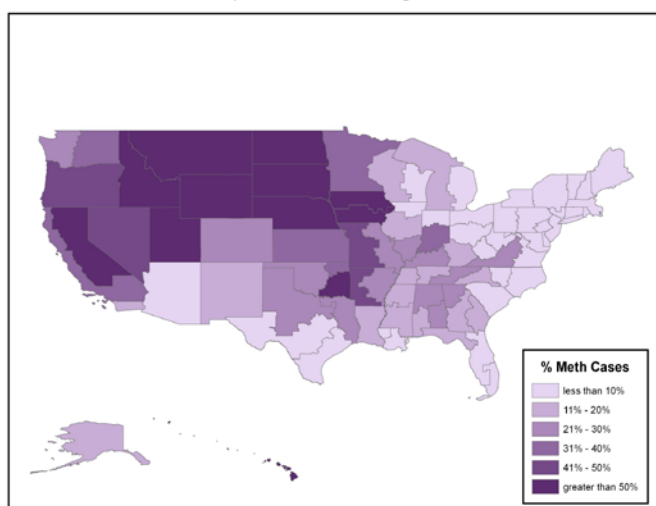 % Meth Cases
less than 10%
11% - 20%
21% - 30%
31% - 40%
41% - 50%
greater than 50%